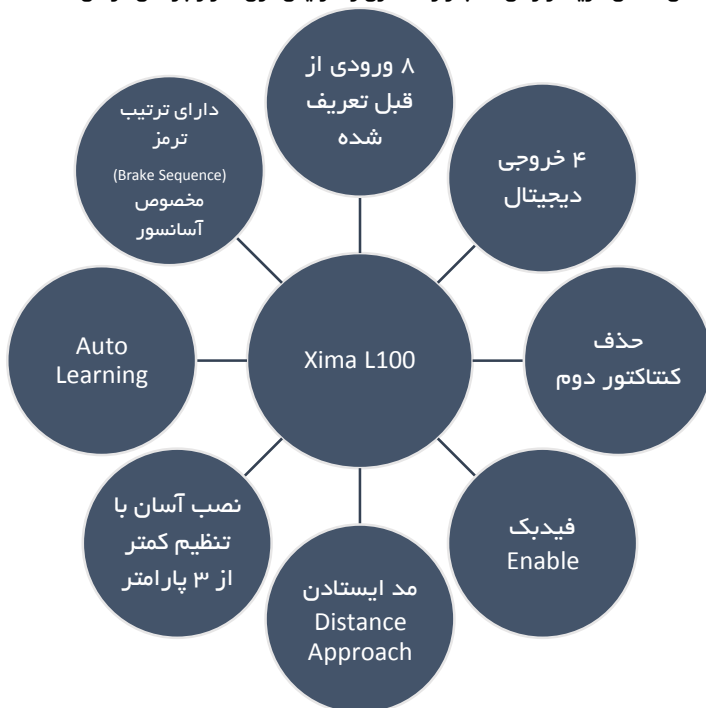 ۸ ورودی از
قبل تعریف
شده
۴ خروجی
دیجیتال
حذف
کنتاکتور دوم
فیدبک
Enable
مد ایستادن
Distance
Approach
نصب آسان با
تنظیم کمتر
از ۳ پارامتر
Auto
Learning
دارای ترتیب
ترمز
(Brake Sequence)
مخصوص
آسانسور
Xima L100